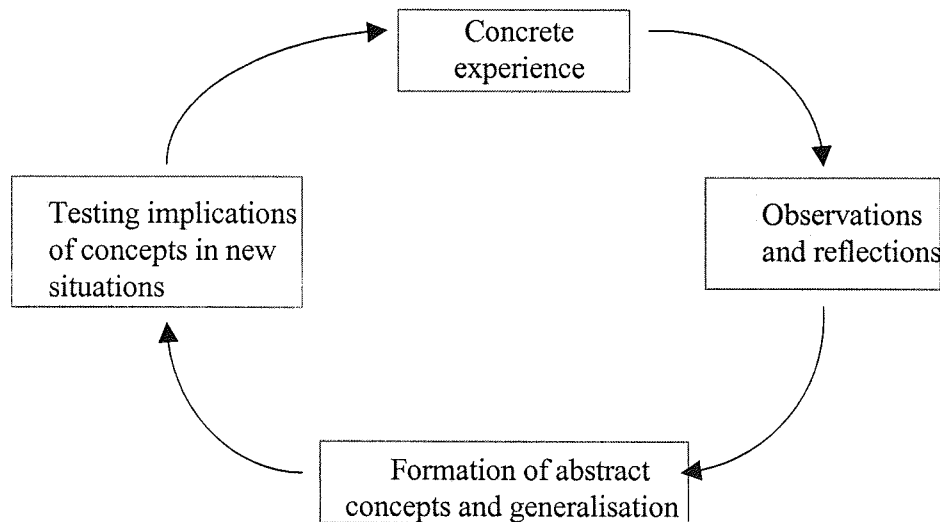 Concrete
experience
Observations
and reflections
Formation of abstract
concepts and generalisation
Testing implications
of concepts in new
situations